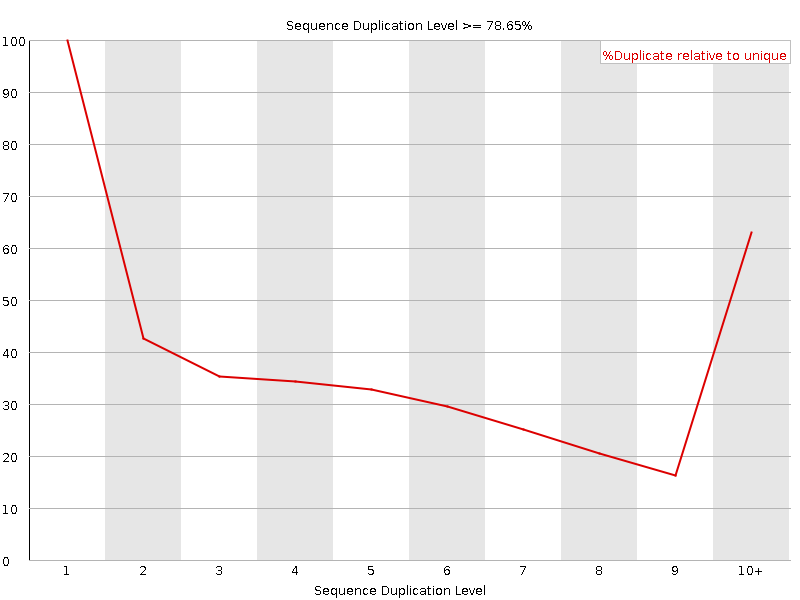 Sequence Duplication Level >= 78.65%
%Duplicate relative to unique
100
90
80
70
60
50
40
30
20
10
0
1 2 3 4 5 6 7 8 9 10+
Sequence Duplication Level